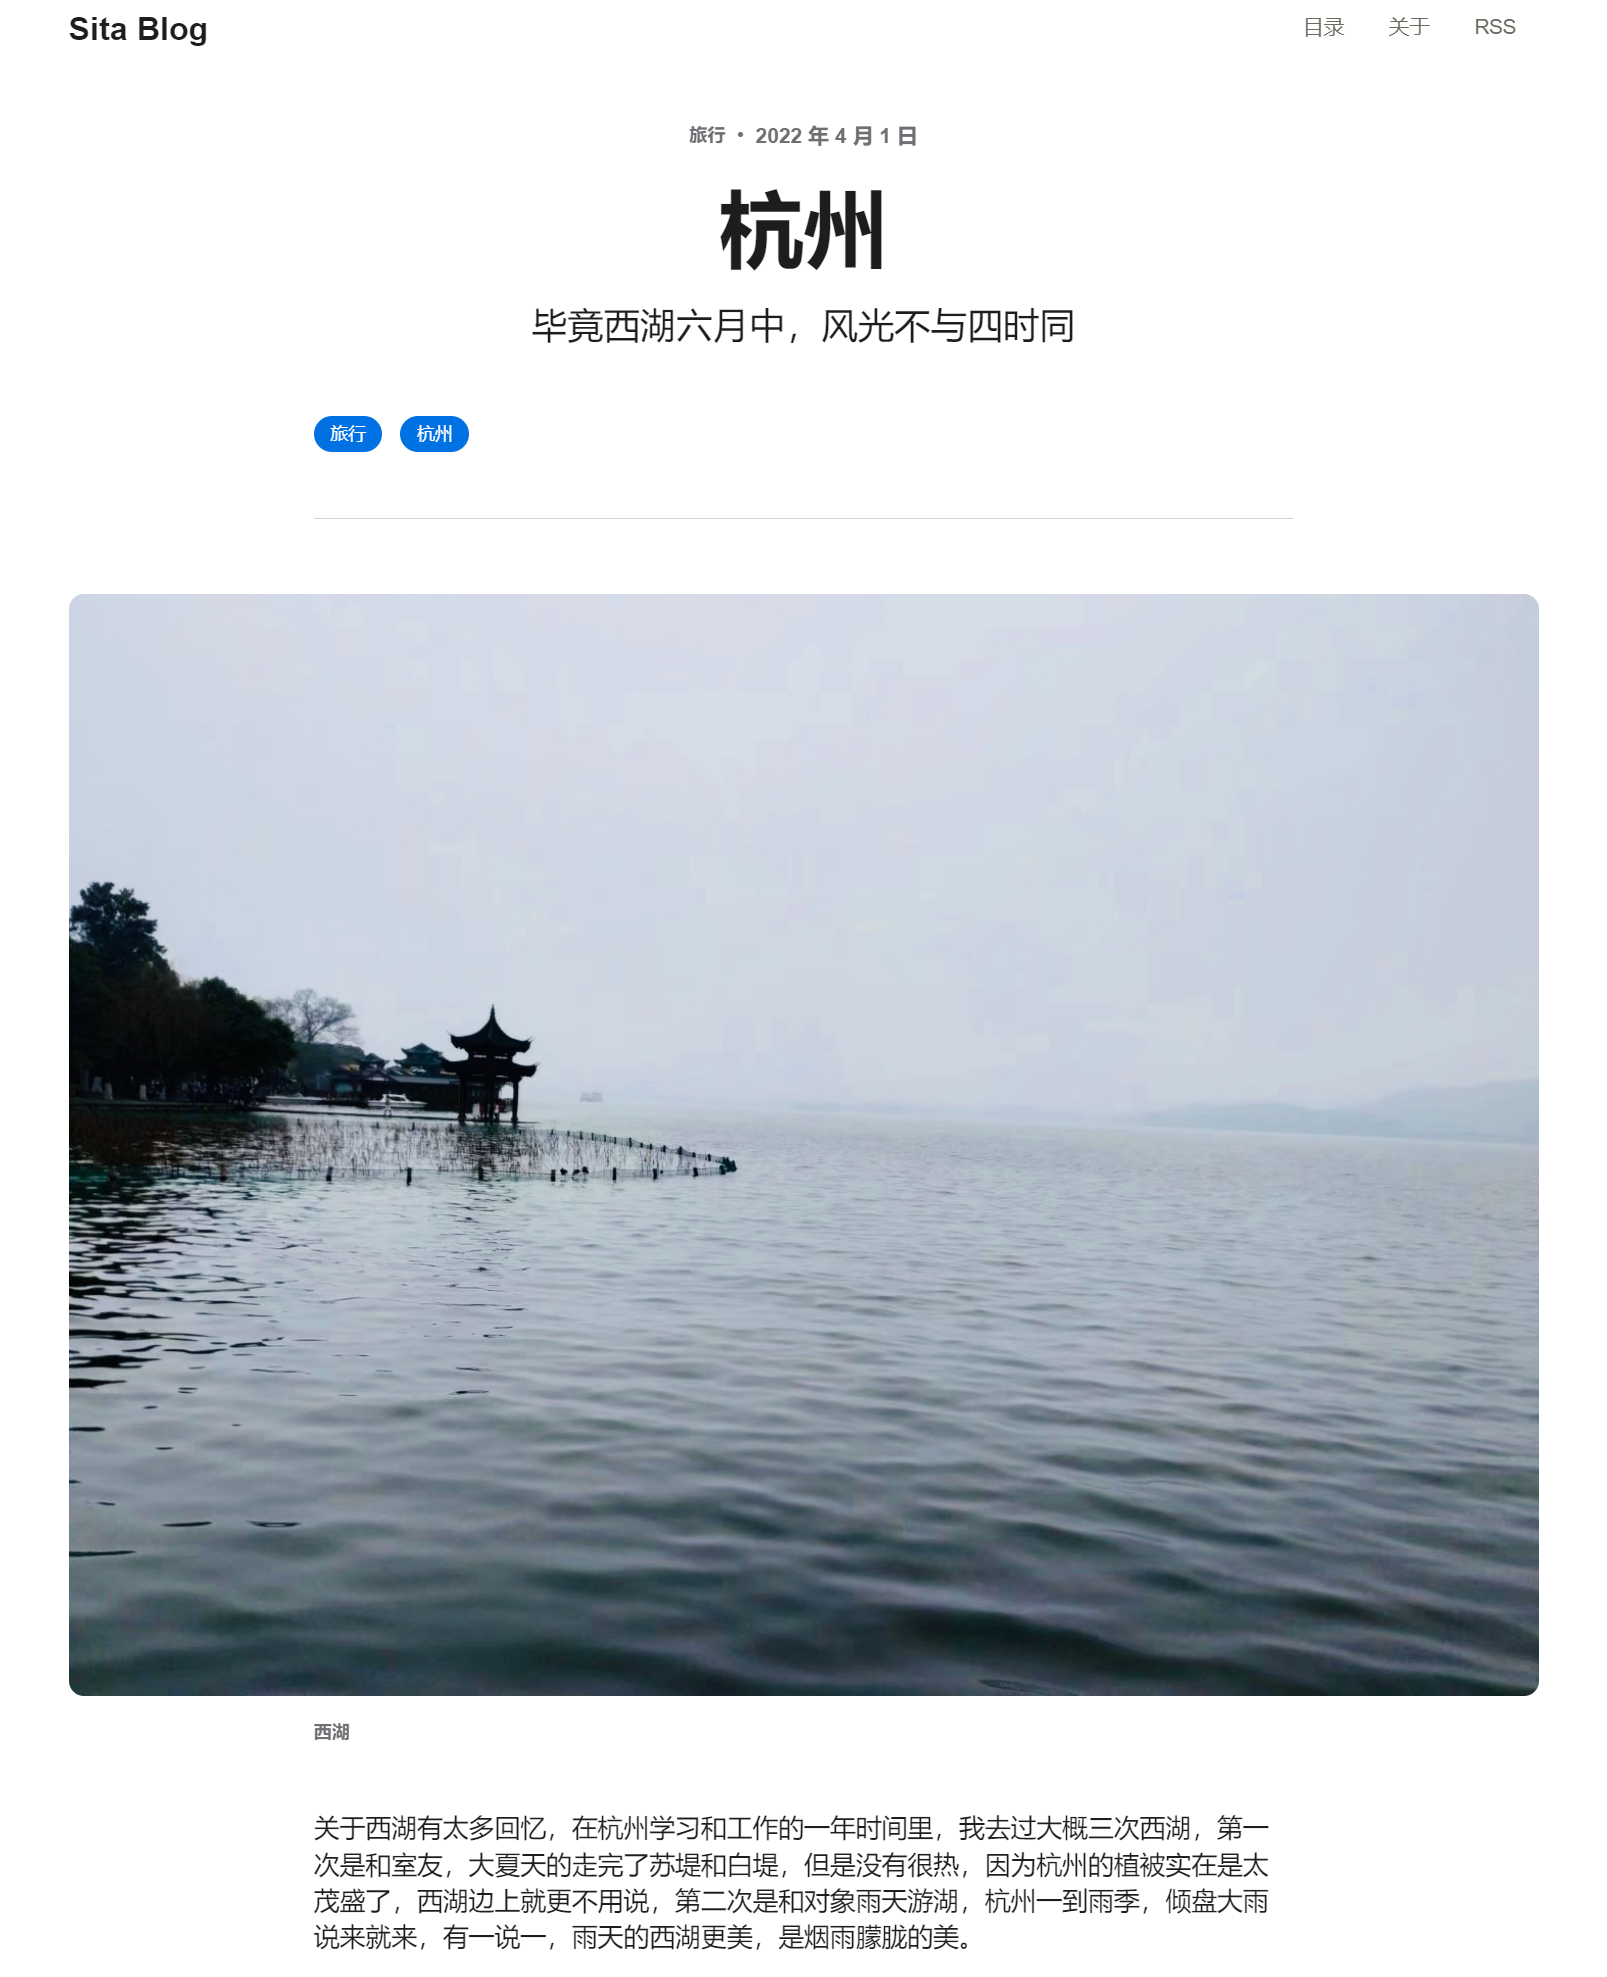 Sita Blog
目录 关于 RSS
旅行 • 2022 年 4 月 1 日
杭州
毕竟西湖六月中，风光不与四时同
旅行 杭州
西湖
关于西湖有太多回忆，在杭州学习和工作的一年时间里，我去过大概三次西湖，第一
次是和室友，大夏天的走完了苏堤和白堤，但是没有很热，因为杭州的植被实在是太
茂盛了，西湖边上就更不用说，第二次是和对象雨天游湖，杭州一到雨季，倾盘大雨
说来就来，有一说一，雨天的西湖更美，是烟雨朦胧的美。